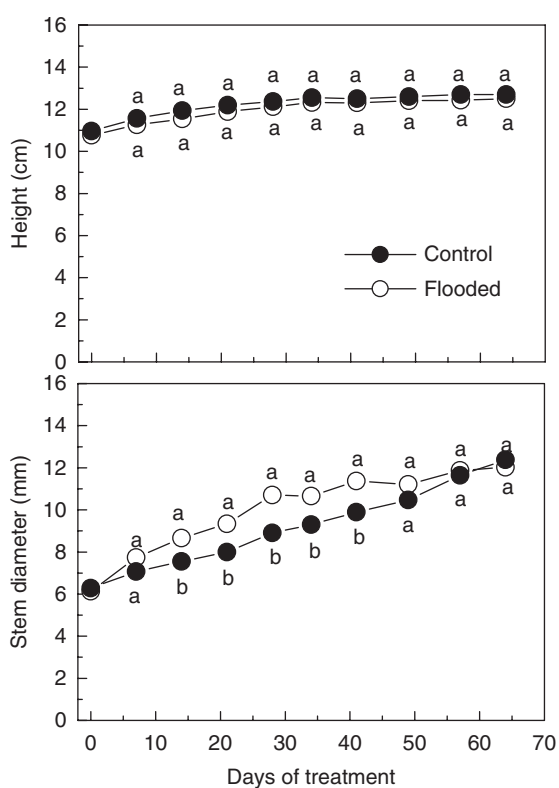 16
14
12
10
8
6
4
2
0
Height (cm)
a a a a a a a a a
a a a a a a a a a
Control
Flooded
16
14
12
10
8
6
4
2
0
Stem diameter (mm)
a a a a a a a a a
a b b b b b a a a
0 10 20 30 40 50 60 70
Days of treatment